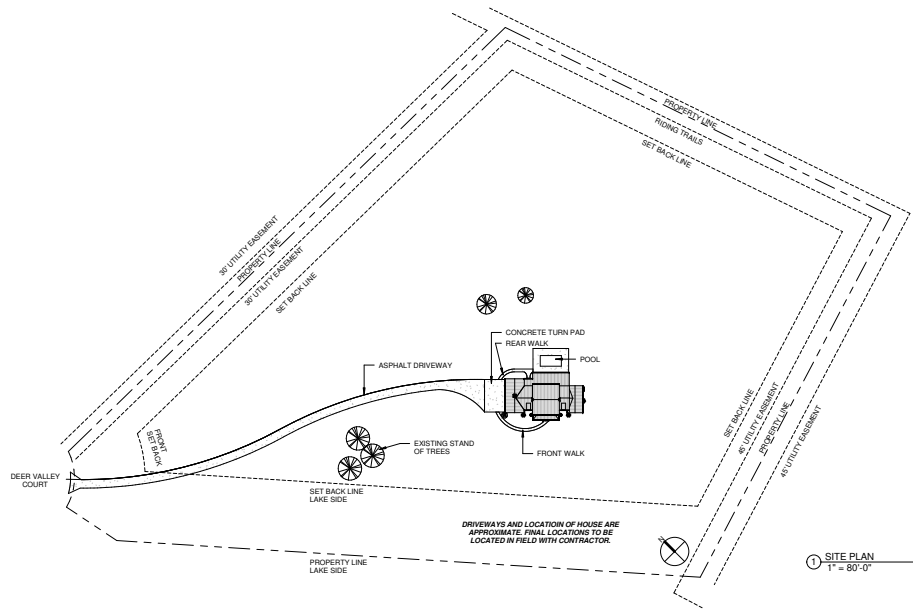 PROPERTY LINE
RIDING TRAILS
SET BACK LINE
30' UTILITY EASEMENT
PROPERTY LINE
30' UTILITY EASEMENT
SET BACK LINE
CONCRETE TURN PAD
REAR WALK
POOL
ASPHALT DRIVEWAY
FRONT
SET BACK
EXISTING STAND
OF TREES
FRONT WALK
SET BACK LINE
45' UTILITY EASEMENT
PROPERTY LINE
45' UTILITY EASEMENT
DEER VALLEY
COURT
SET BACK LINE
LAKE SIDE
DRIVEWAYS AND LOCATIOIN OF HOUSE ARE
APPROXIMATE. FINAL LOCATIONS TO BE
LOCATED IN FIELD WITH CONTRACTOR.
N
PROPERTY LINE
LAKE SIDE
1 SITE PLAN
1" = 80'-0"